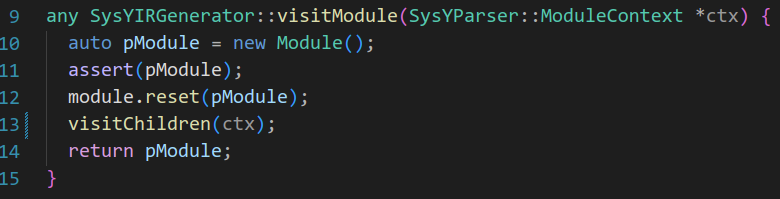 9 any SysYIRGenerator::visitModule(SysYParser::ModuleContext *ctx) {
10   auto pModule = new Module();
11   assert(pModule);
12   module.reset(pModule);
13   visitChildren(ctx);
14   return pModule;
15 }